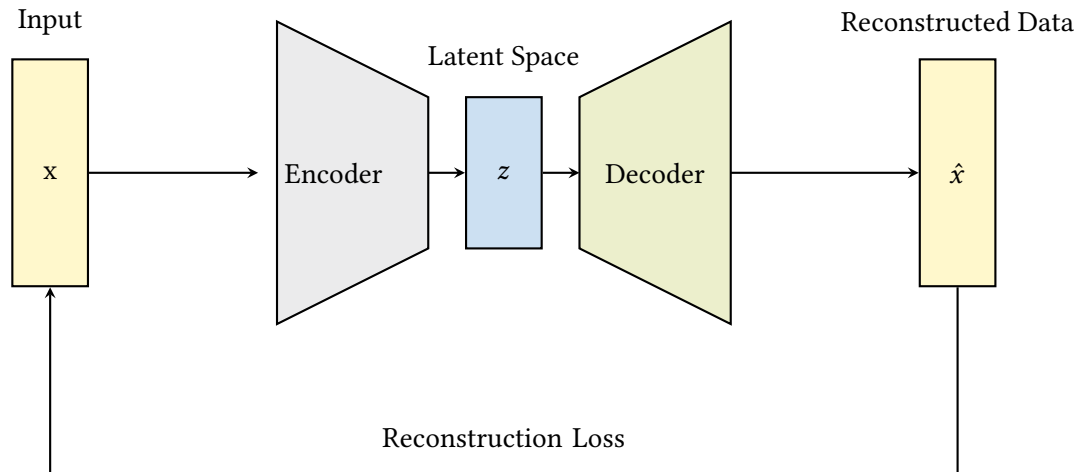 Input
Reconstructed Data
Latent Space
x
Encoder
z
Decoder
x̂
Reconstruction Loss